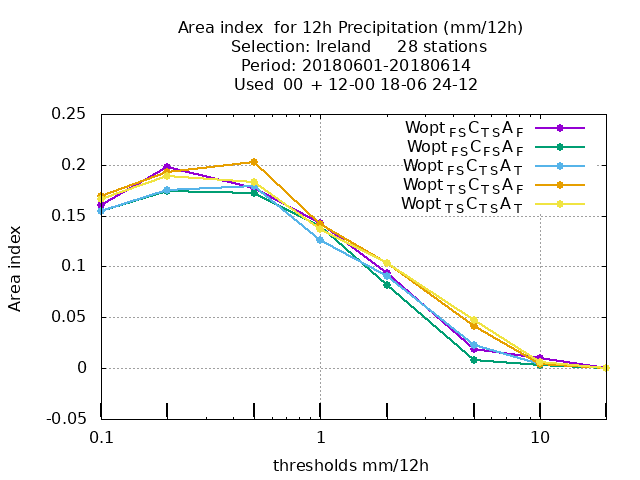 Area index  for 12h Precipitation (mm/12h)
Selection: Ireland     28 stations
Period: 20180601-20180614
Used  00  + 12-00 18-06 24-12
0.25
0.2
0.15
0.1
0.05
0
-0.05
Area index
Wopt FS C TS A F
Wopt FS C FS A F
Wopt FS C TS A T
Wopt TS C TS A F
Wopt TS C TS A T
0.1 1 10
thresholds mm/12h